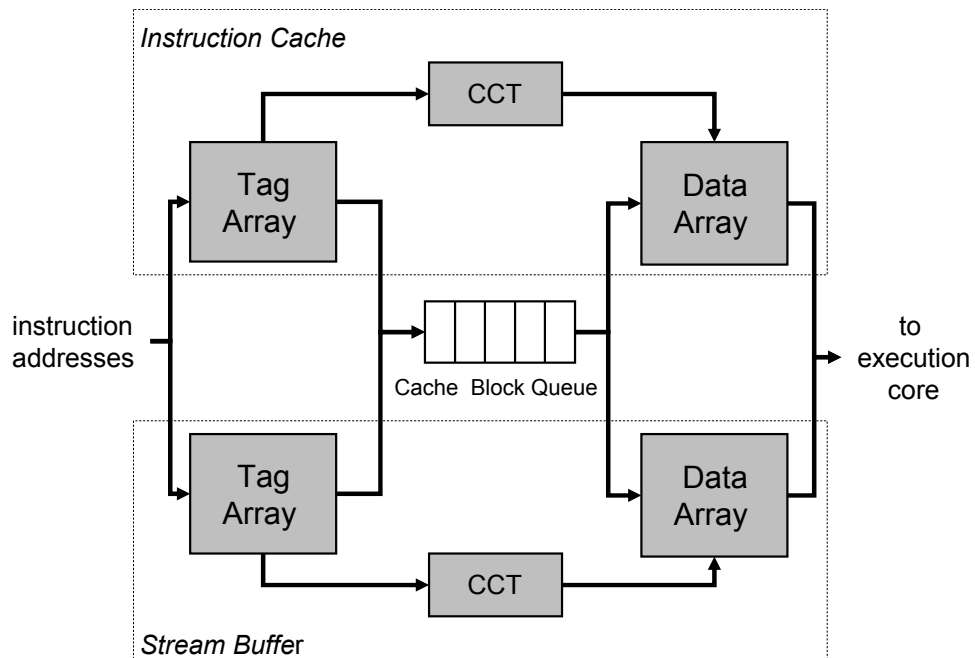 Instruction Cache
CCT
Tag
Array
Data
Array
instruction
addresses
Cache Block Queue
to
execution
core
Tag
Array
Data
Array
CCT
Stream Buffer